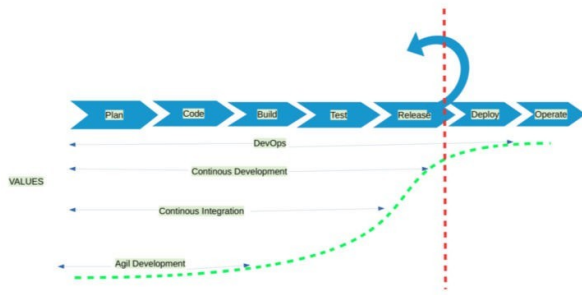 Plan
Code
Build
Test
Release
Deploy
Operate
DevOps
Continous Development
VALUES
Continous Integration
Agil Development